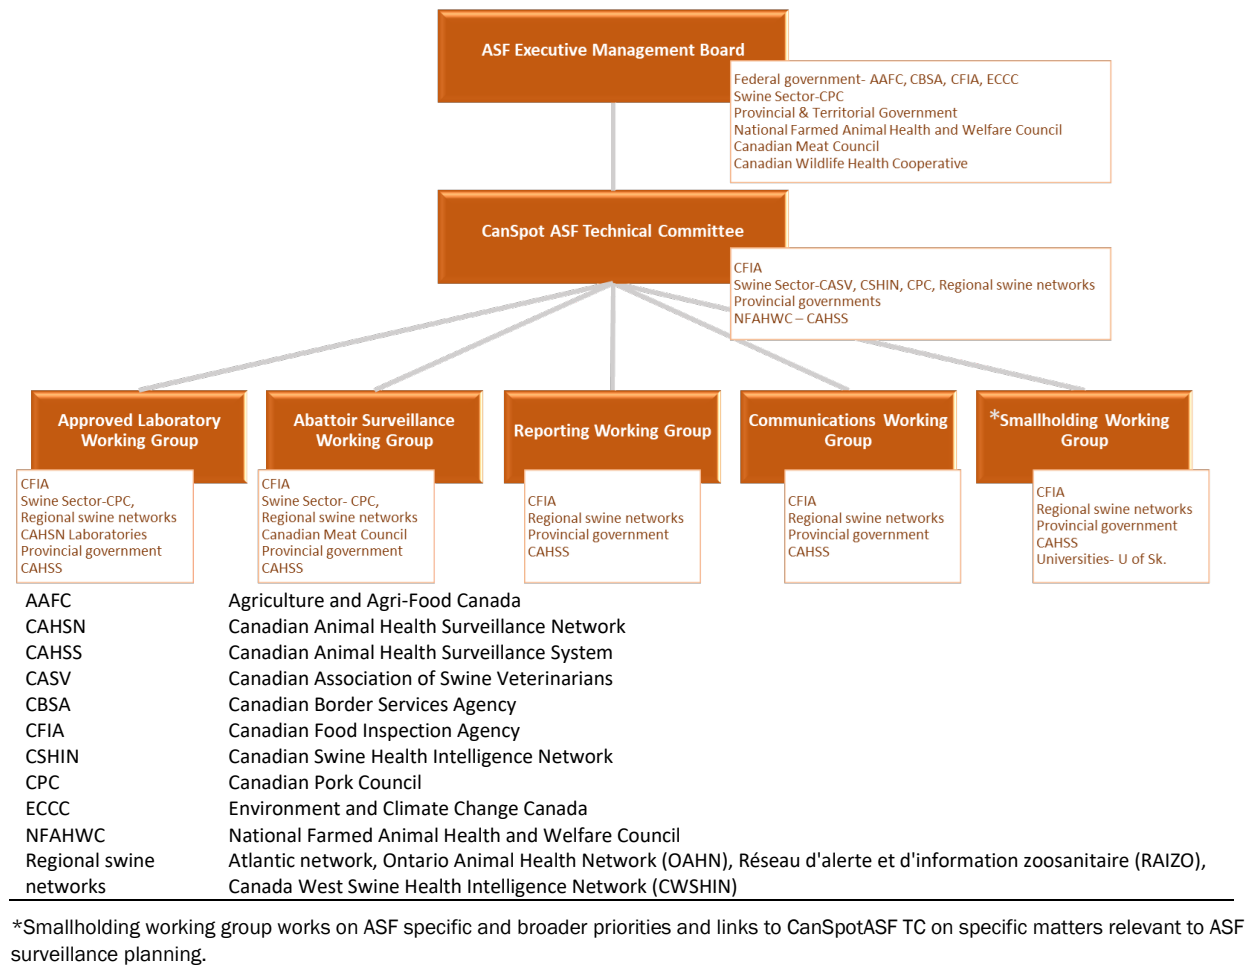 ASF Executive Management Board
Federal government- AAFC, CBSA, CFIA, ECCC
Swine Sector-CPC
Provincial & Territorial Government
National Farmed Animal Health and Welfare Council
Canadian Meat Council
Canadian Wildlife Health Cooperative
CanSpot ASF Technical Committee
CFIA
Swine Sector-CASV, CSHIN, CPC, Regional swine networks
Provincial governments
NFAHWC – CAHSS
Approved Laboratory
Working Group
CFIA
Swine Sector-CPC,
Regional swine networks
CAHSN Laboratories
Provincial government
CAHSS
Abattoir Surveillance
Working Group
CFIA
Swine Sector- CPC,
Regional swine networks
Canadian Meat Council
Provincial government
CAHSS
Reporting Working Group
CFIA
Regional swine networks
Provincial government
CAHSS
Communications Working
Group
CFIA
Regional swine networks
Provincial government
CAHSS
*Smallholding Working
Group
CFIA
Regional swine networks
Provincial government
CAHSS
Universities- U of Sk.
AAFC Agriculture and Agri-Food Canada
CAHSN Canadian Animal Health Surveillance Network
CAHSS Canadian Animal Health Surveillance System
CASV Canadian Association of Swine Veterinarians
CBSA Canadian Border Services Agency
CFIA Canadian Food Inspection Agency
CSHIN Canadian Swine Health Intelligence Network
CPC Canadian Pork Council
ECCC Environment and Climate Change Canada
NFAHWC National Farmed Animal Health and Welfare Council
Regional swine Atlantic network, Ontario Animal Health Network (OAHN), Réseau d'alerte et d'information zoosanitaire (RAIZO),
networks Canada West Swine Health Intelligence Network (CWSHIN)
*Smallholding working group works on ASF specific and broader priorities and links to CanSpotASF TC on specific matters relevant to ASF
surveillance planning.